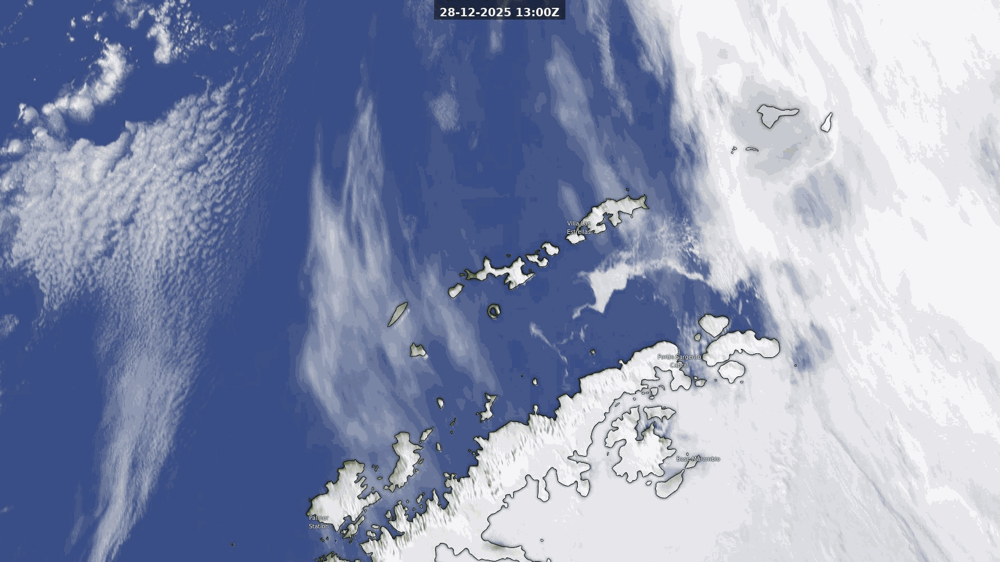 28-12-2025 13:00Z
Villa Las
Estrellas
Fortín Sargento
Cabral
Base Marambio
Palmer
Station